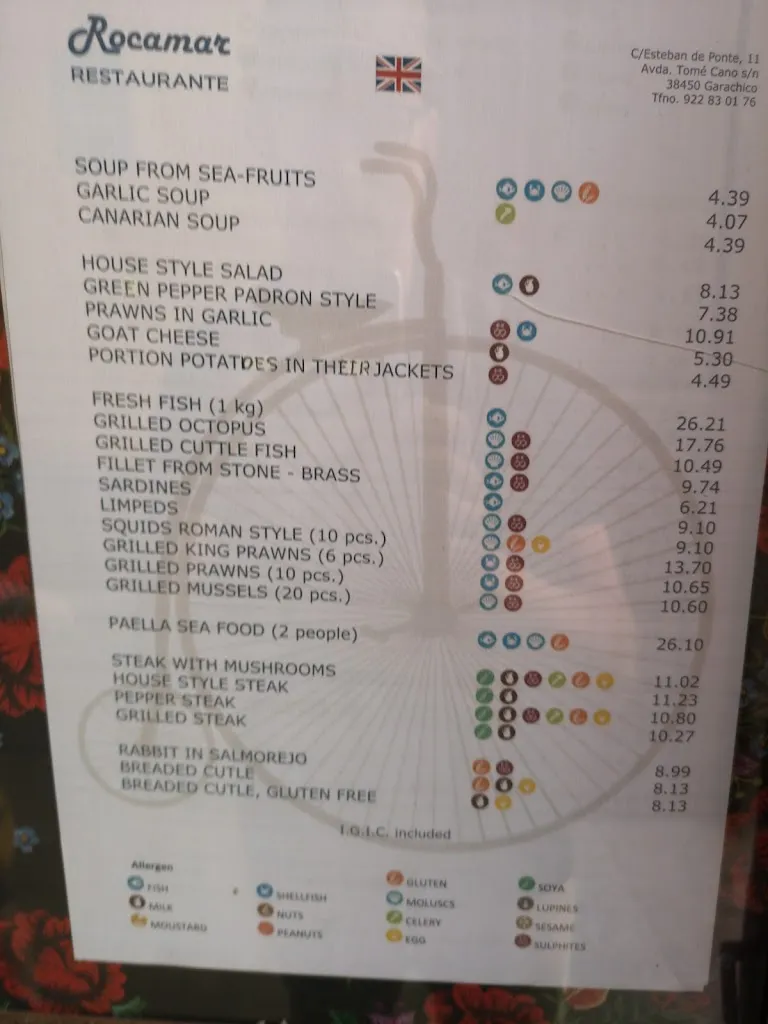 Rocamar
RESTAURANTE
C/Esteban de Ponte, 11
Avda. Tomé Cano s/n
38450 Garachico
Tfno. 922 83 01 76
SOUP FROM SEA-FRUITS 4.39
GARLIC SOUP 4.07
CANARIAN SOUP 4.39
HOUSE STYLE SALAD 8.13
GREEN PEPPER PADRON STYLE 7.38
PRAWNS IN GARLIC 10.91
GOAT CHEESE 5.30
PORTION POTATOES IN THEIR JACKETS 4.49
FRESH FISH (1 kg) 26.21
GRILLED OCTOPUS 17.76
GRILLED CUTTLE FISH 10.49
FILLET FROM STONE - BRASS 9.74
SARDINES 6.21
LIMPEDS 9.10
SQUIDS ROMAN STYLE (10 pcs.) 9.10
GRILLED KING PRAWNS (6 pcs.) 13.70
GRILLED PRAWNS (10 pcs.) 10.65
GRILLED MUSSELS (20 pcs.) 10.60
PAELLA SEA FOOD (2 people) 26.10
STEAK WITH MUSHROOMS 11.02
HOUSE STYLE STEAK 11.23
PEPPER STEAK 10.80
GRILLED STEAK 10.27
RABBIT IN SALMOREJO 8.99
BREADED CUTLE 8.13
BREADED CUTLE, GLUTEN FREE 8.13
I.G.I.C. included
Allergen
FISH SHELLFISH GLUTEN SOYA
MILK NUTS MOLUSCS LUPINES
MOUSTARD PEANUTS CELERY SESAME
EGG SULPHITES